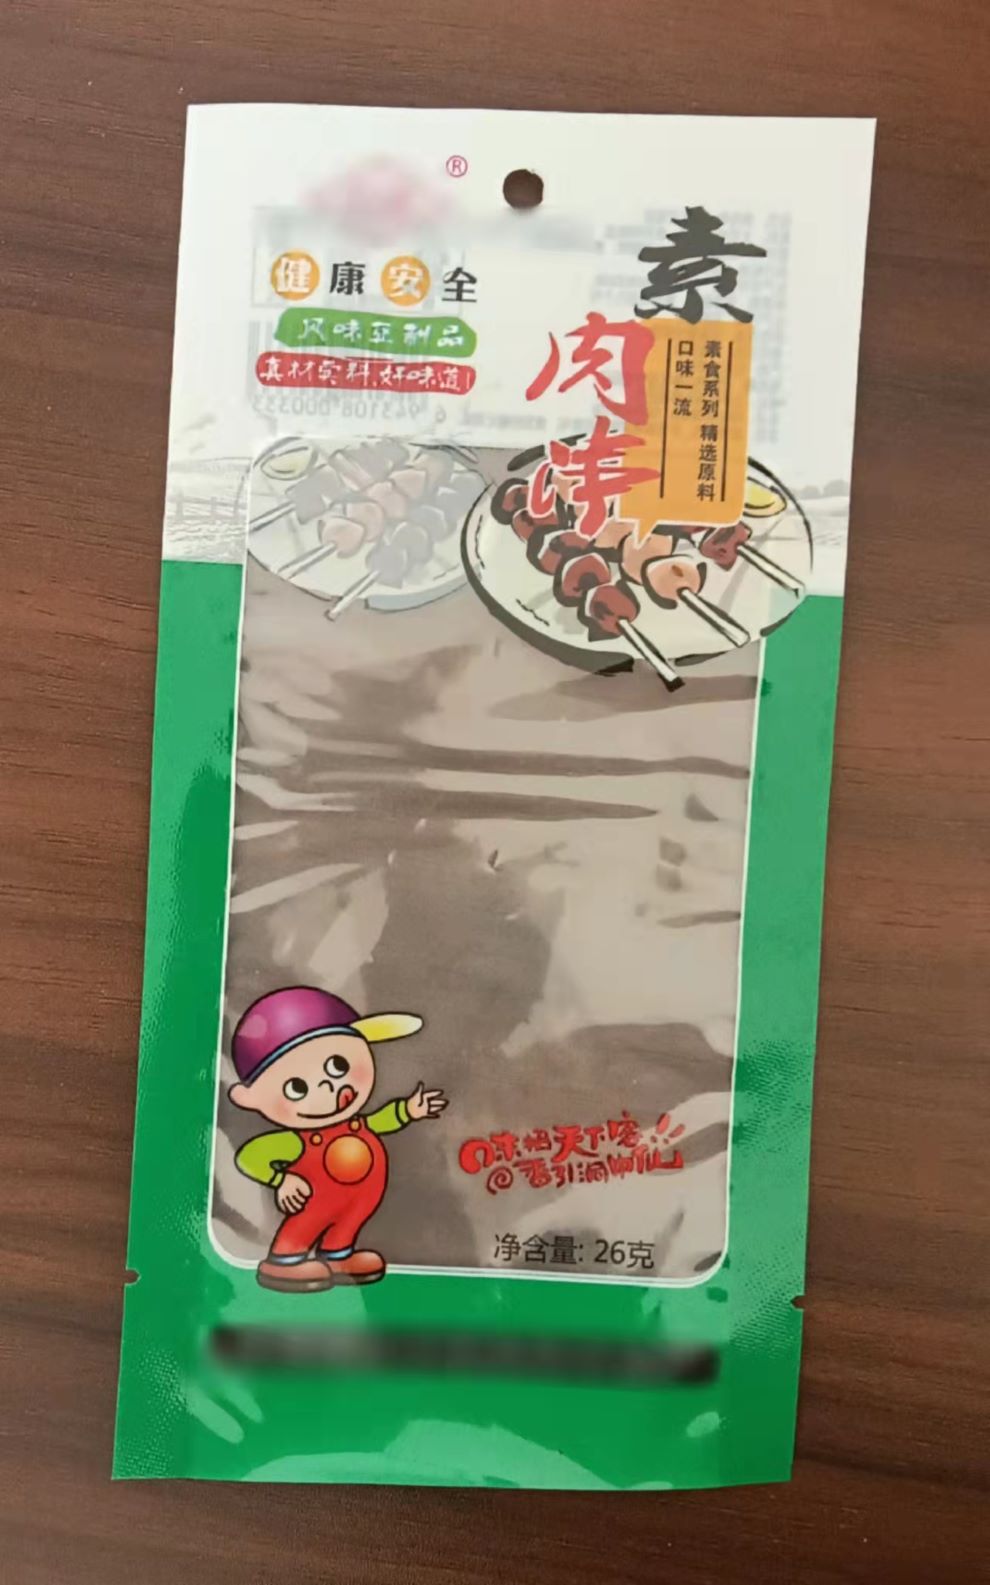 ®
健康安全
风味豆制品
真材实料,好味道!
素
肉
素食系列 精选原料
口味一流
味招天下客
香引洞中仙
净含量: 26克